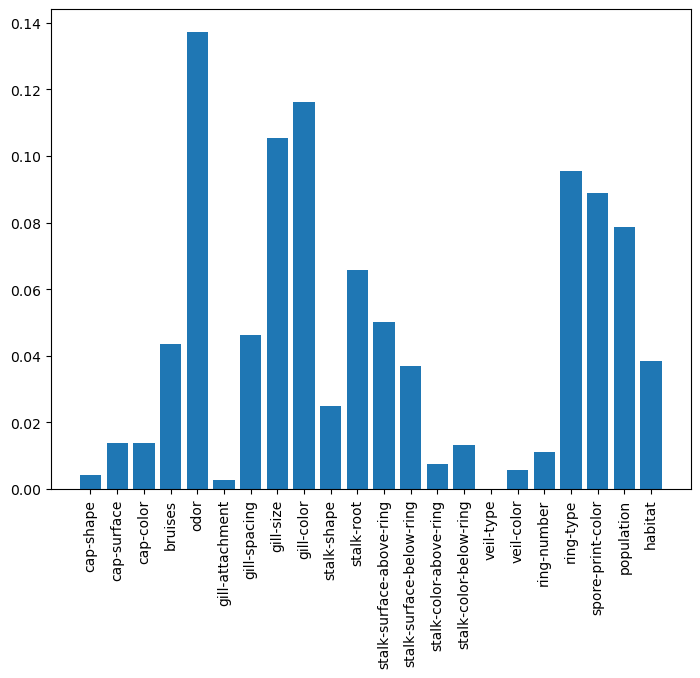 0.14
0.12
0.10
0.08
0.06
0.04
0.02
0.00
cap-shape
cap-surface
cap-color
bruises
odor
gill-attachment
gill-spacing
gill-size
gill-color
stalk-shape
stalk-root
stalk-surface-above-ring
stalk-surface-below-ring
stalk-color-above-ring
stalk-color-below-ring
veil-type
veil-color
ring-number
ring-type
spore-print-color
population
habitat